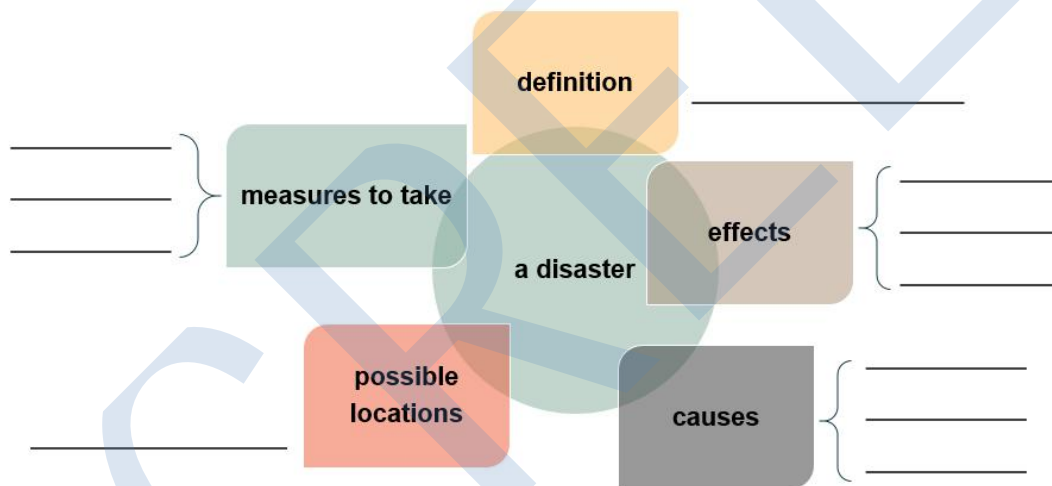 definition
measures to take
effects
a disaster
possible
locations
causes